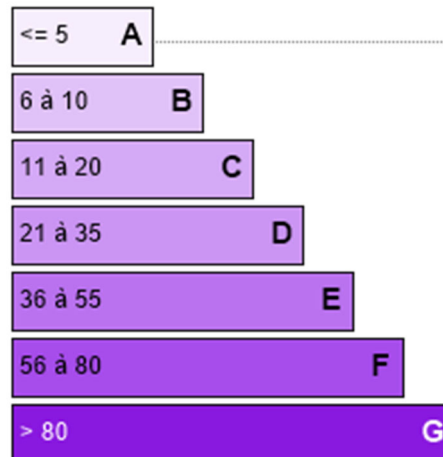 <= 5 A
6 à 10 B
11 à 20 C
21 à 35 D
36 à 55 E
56 à 80 F
> 80 G